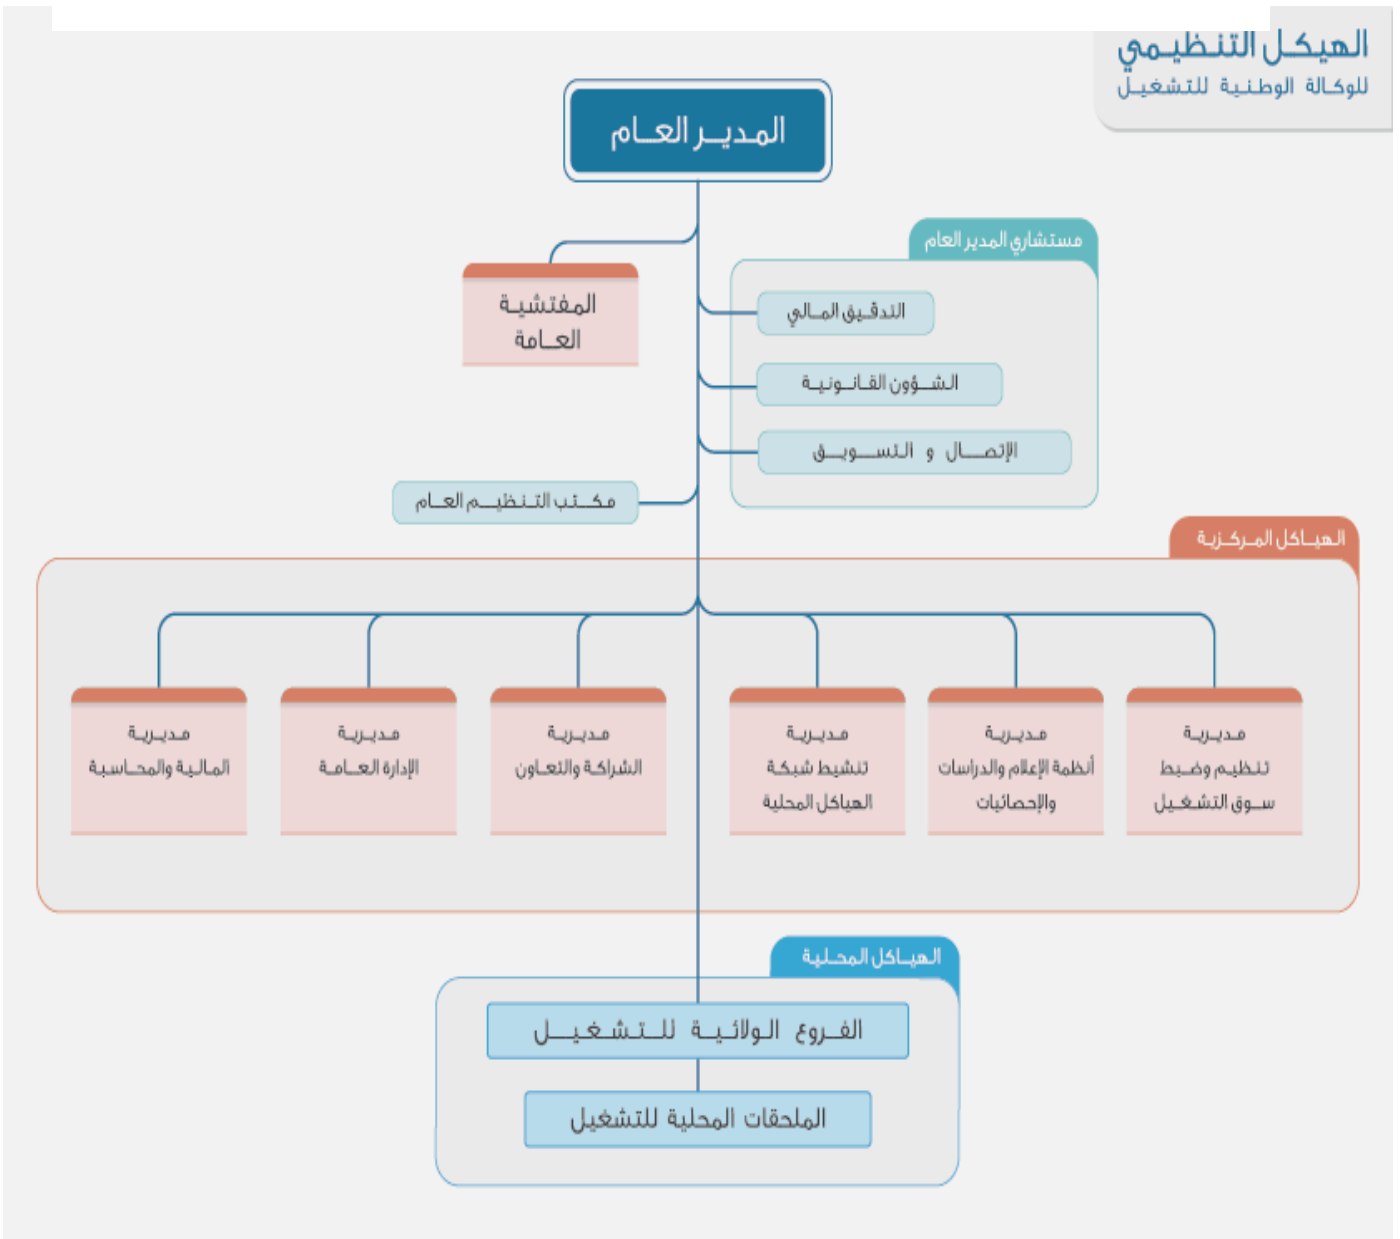 الهيكل التنظيمي
للوكالة الوطنية للتشغيل
المدير العام
مستشاري المدير العام
المفتشية
العامة
التدقيق المالي
الشؤون القانونية
الإتصال و التسويق
مكتب التنظيم العام
الهياكل المركزية
مديرية
تنظيم وضبط
سوق التشغيل
مديرية
أنظمة الإعلام والدراسات
والإحصائيات
مديرية
تنشيط شبكة
الهياكل المحلية
مديرية
الشراكة والتعاون
مديرية
الإدارة العامة
مديرية
المالية والمحاسبة
الهياكل المحلية
الفروع الولائية للتشغيل
الملحقات المحلية للتشغيل